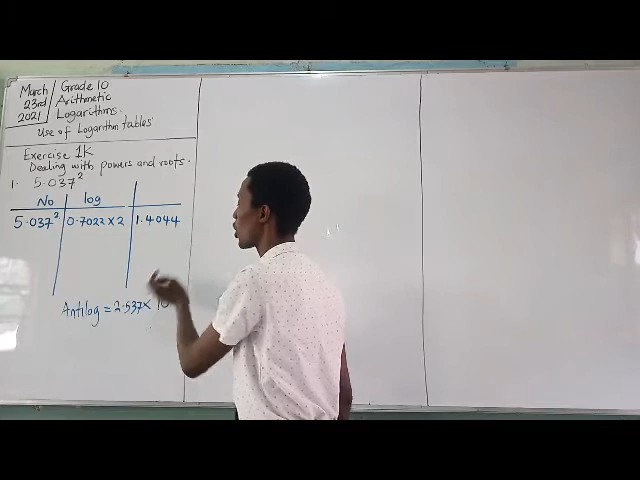 March
23rd
2021
Grade 10
Arithmetic
Logarithms.
Use of Logarithm tables
Exercise 1K
Dealing with powers and roots.
1. 5.037²
No log
5.037² 0.7022 x 2 1.4044
Antilog = 2.537 x 10